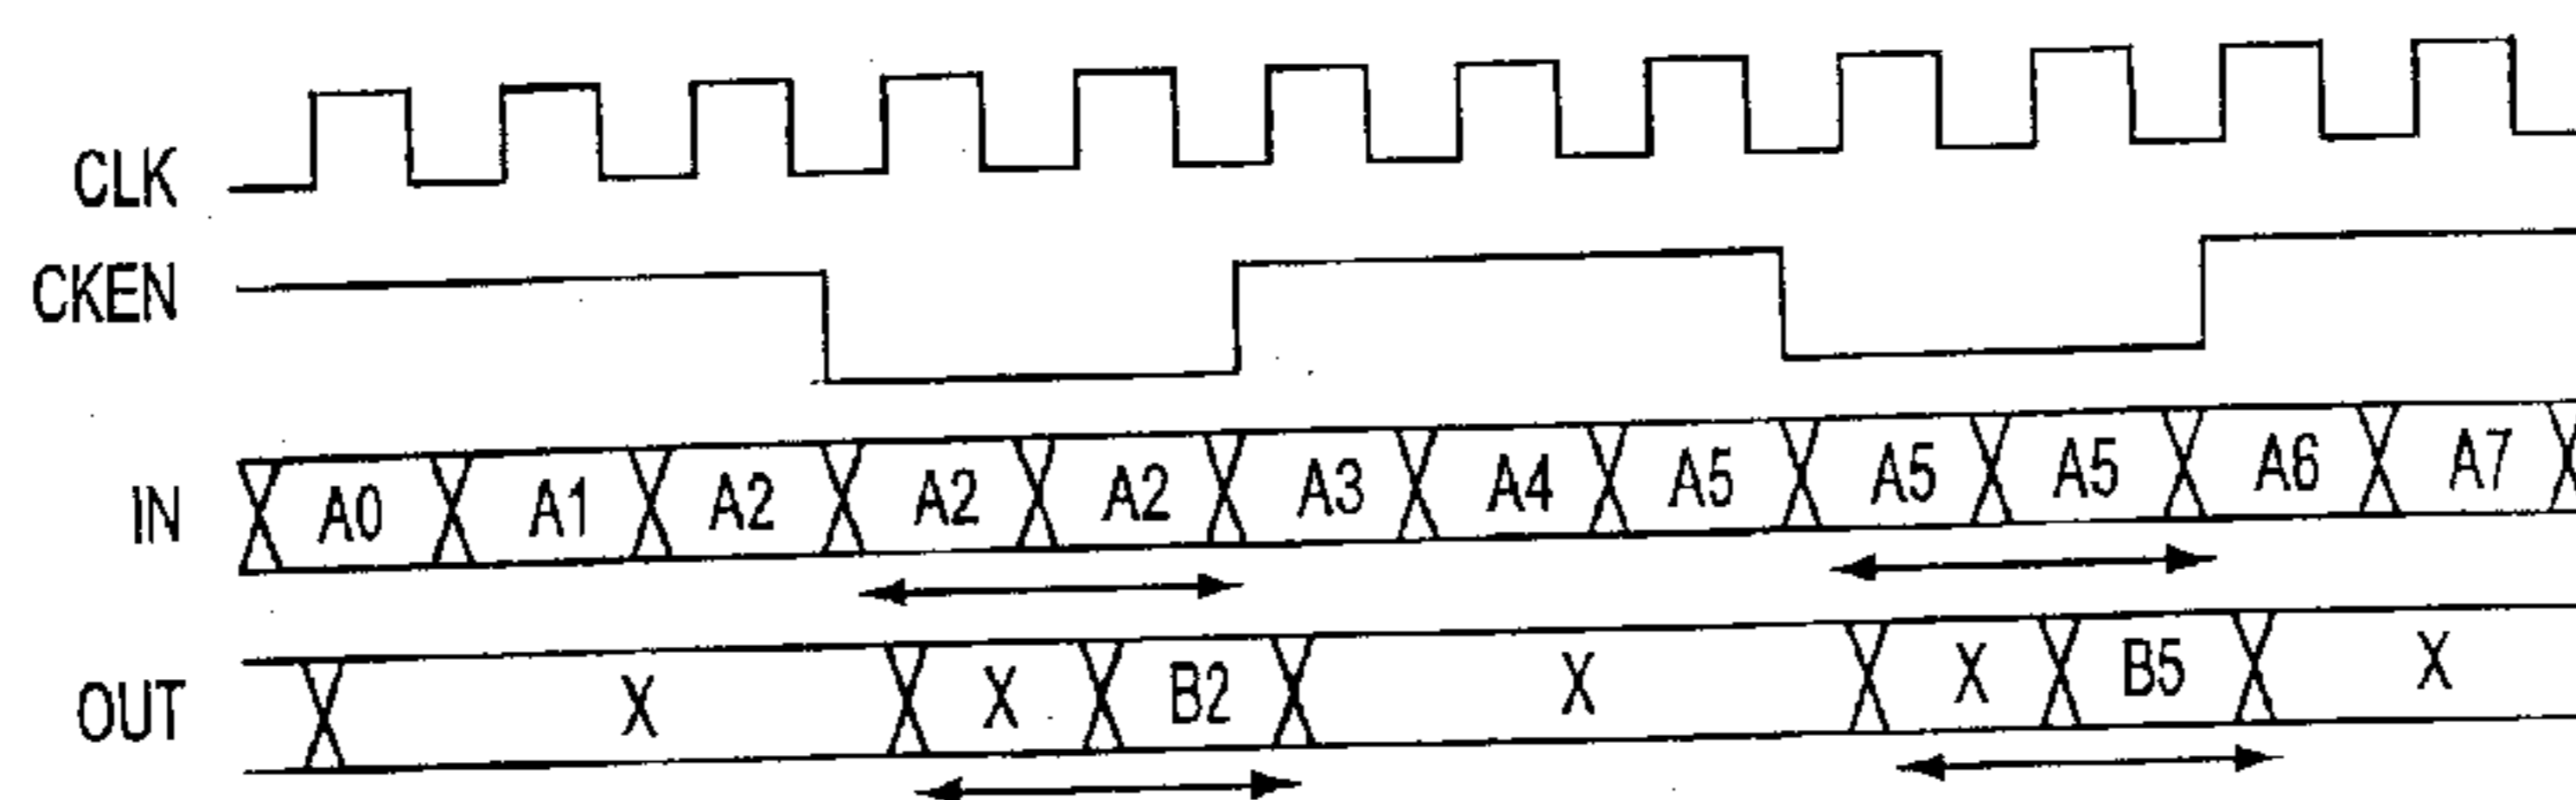 CLK
CKEN
IN A0 A1 A2 A2 A2 A3 A4 A5 A5 A5 A6 A7
OUT X X B2 X X B5 X